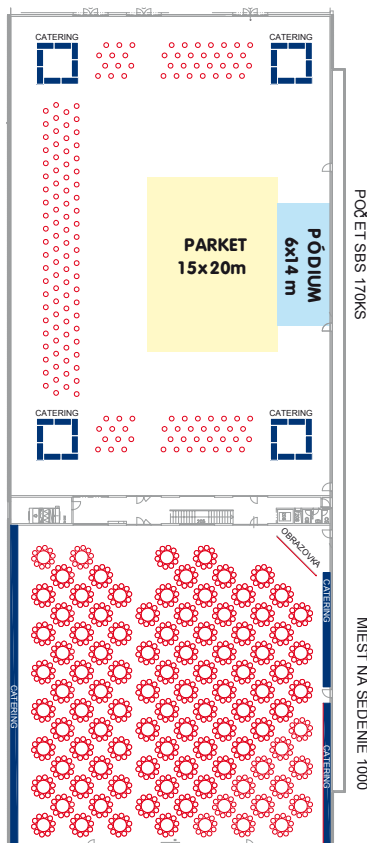 CATERING
CATERING
PARKET
15x20m
PÓDIUM
6x14 m
POČET SBS 170KS
CATERING
CATERING
OBRAZOVKA
CATERING
CATERING
CATERING
MIEST NA SEDENIE 1000